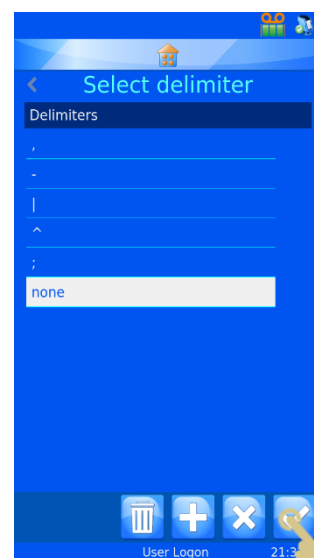 Select delimiter
Delimiters
,
-
|
^
;
none
User Logon